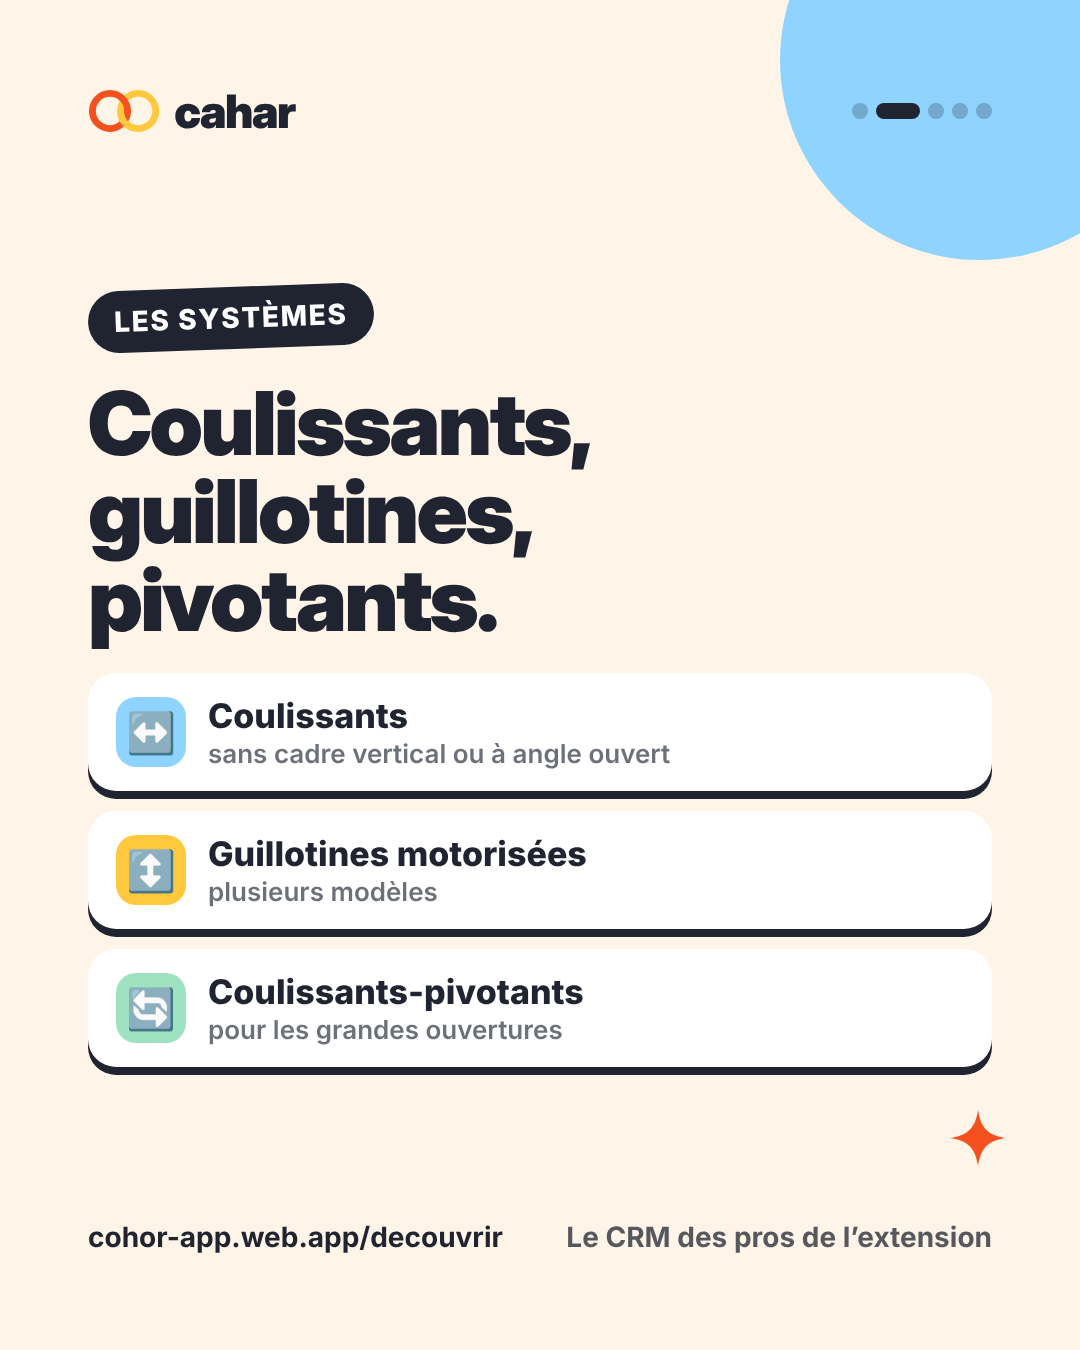 cahar
LES SYSTÈMES
Coulissants,
guillotines,
pivotants.
Coulissants
sans cadre vertical ou à angle ouvert
Guillotines motorisées
plusieurs modèles
Coulissants-pivotants
pour les grandes ouvertures
cohor-app.web.app/decouvrir
Le CRM des pros de l’extension